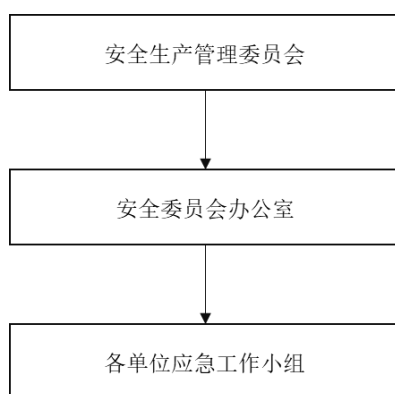 安全生产管理委员会
安全委员会办公室
各单位应急工作小组